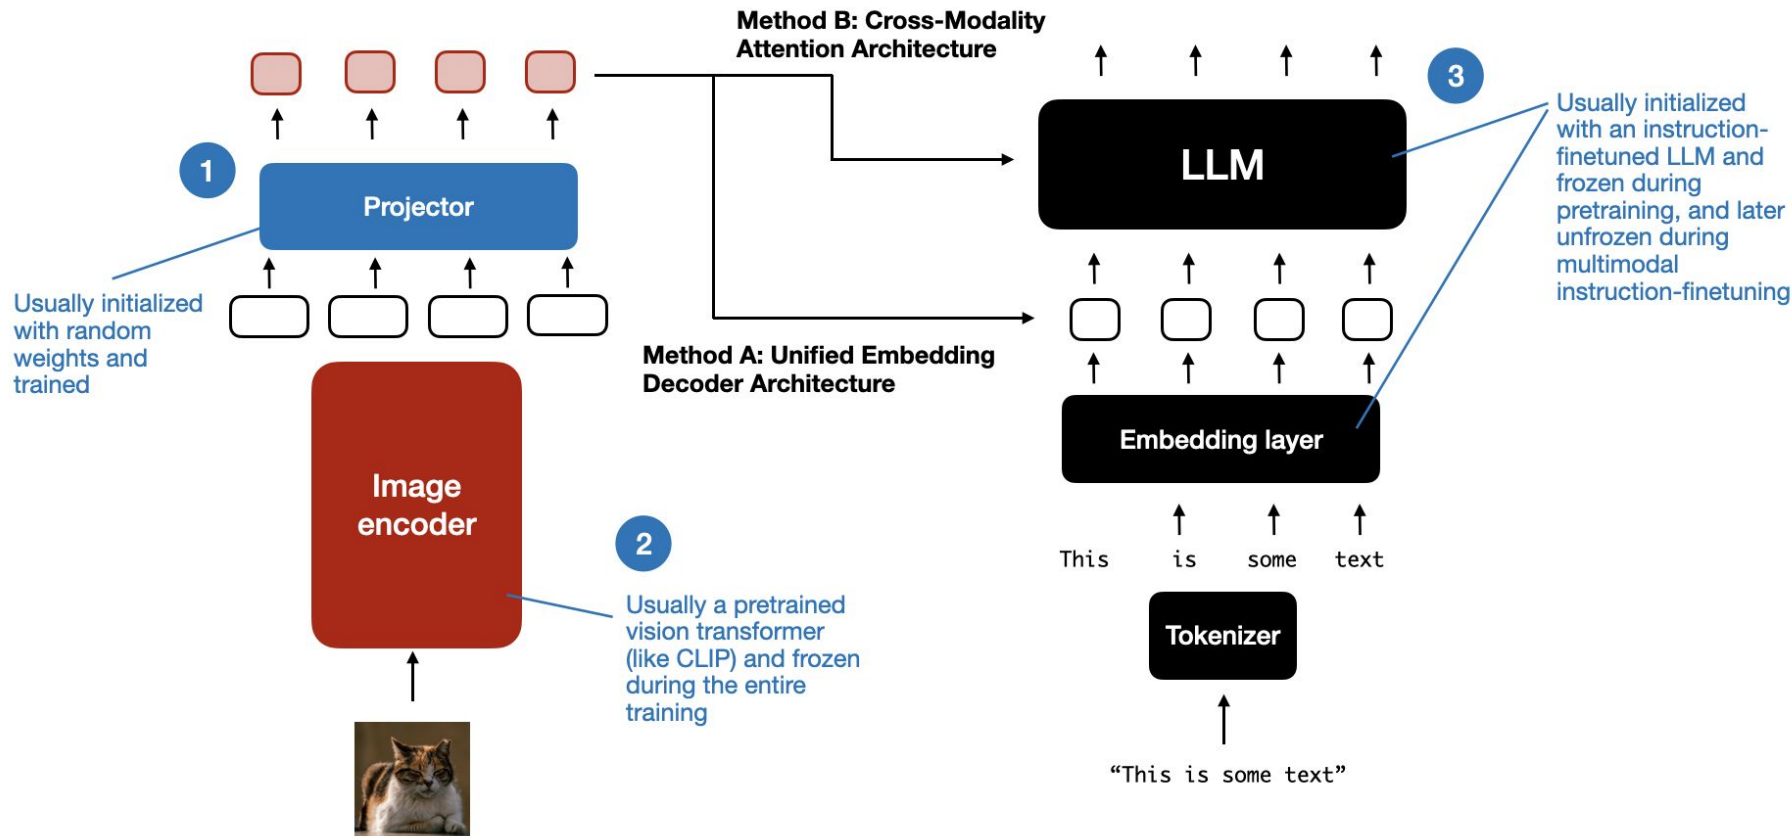 Method B: Cross-Modality
Attention Architecture
1
Projector
Usually initialized
with random
weights and
trained
Image
encoder
2
Usually a pretrained
vision transformer
(like CLIP) and frozen
during the entire
training
Method A: Unified Embedding
Decoder Architecture
3
LLM
Usually initialized
with an instruction-
finetuned LLM and
frozen during
pretraining, and later
unfrozen during
multimodal
instruction-finetuning
Embedding layer
This is some text
Tokenizer
“This is some text”